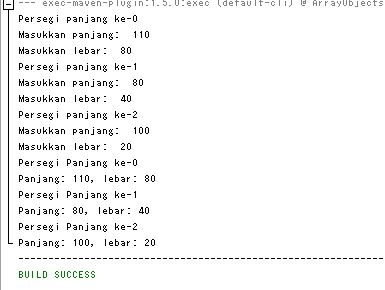 --- exec-maven-plugin:1.5.0:exec (default-cli) @ ArrayObjects
Persegi panjang ke-0
Masukkan panjang:  110
Masukkan lebar:  80
Persegi panjang ke-1
Masukkan panjang:  80
Masukkan lebar:  40
Persegi panjang ke-2
Masukkan panjang:  100
Masukkan lebar:  20
Persegi Panjang ke-0
Panjang: 110, lebar: 80
Persegi Panjang ke-1
Panjang: 80, lebar: 40
Persegi Panjang ke-2
Panjang: 100, lebar: 20
------------------------------------------------------------
BUILD SUCCESS